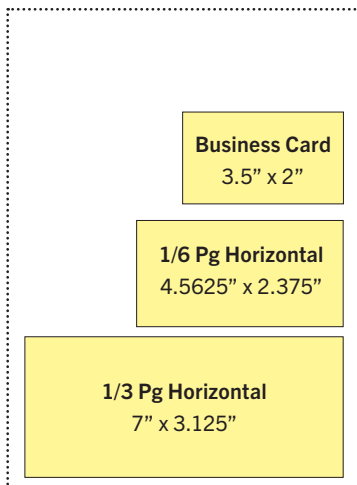 Business Card
3.5” x 2”
1/6 Pg Horizontal
4.5625” x 2.375”
1/3 Pg Horizontal
7” x 3.125”